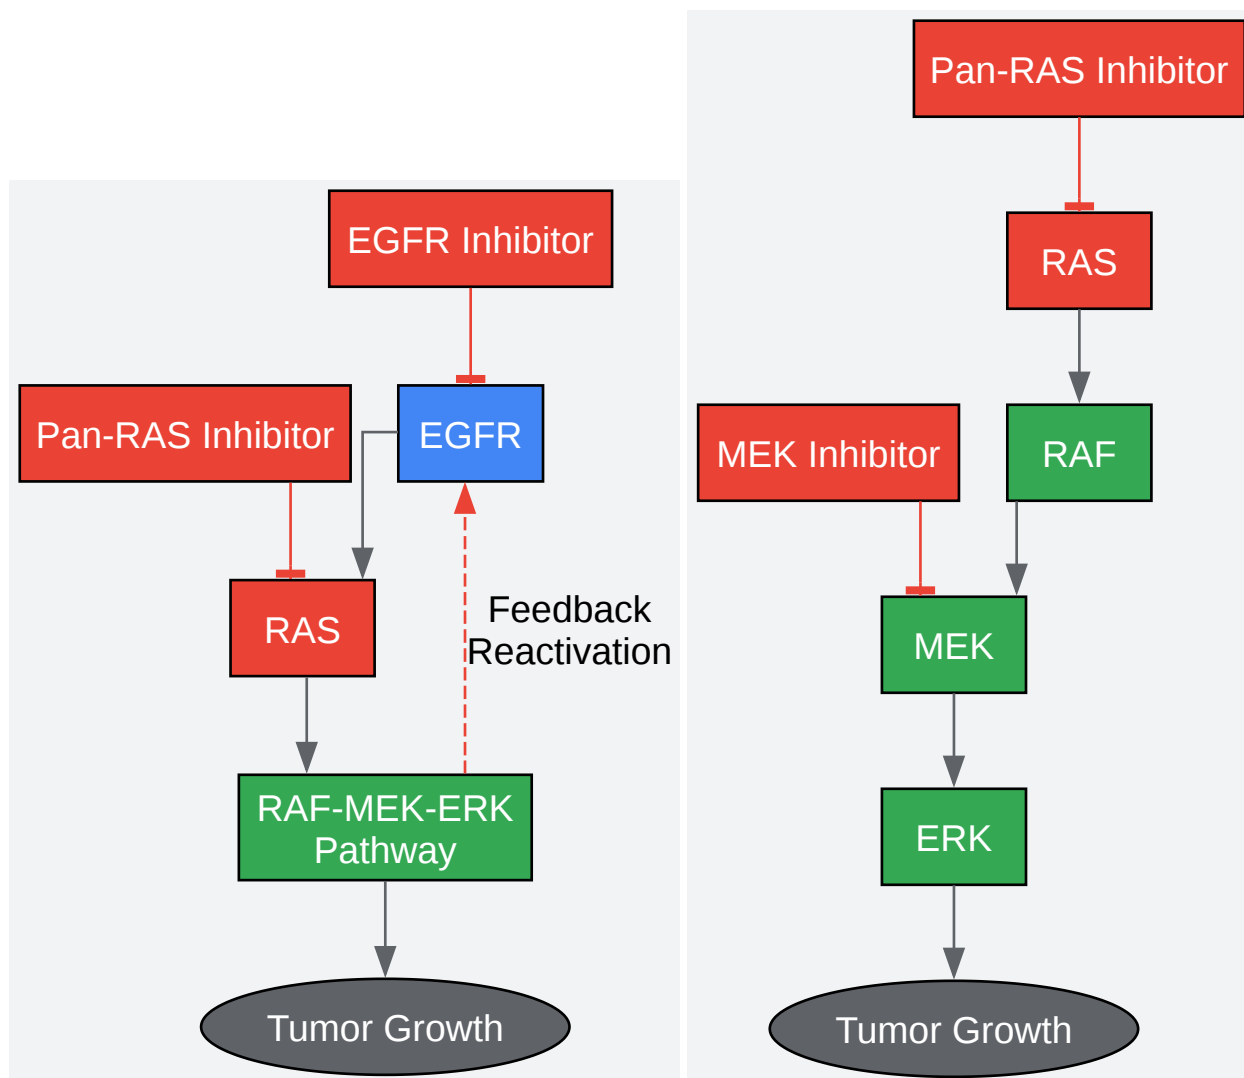 EGFR Inhibitor
Pan-RAS Inhibitor
EGFR
RAS
Feedback
Reactivation
RAF-MEK-ERK
Pathway
Tumor Growth
Pan-RAS Inhibitor
RAS
MEK Inhibitor
RAF
MEK
ERK
Tumor Growth